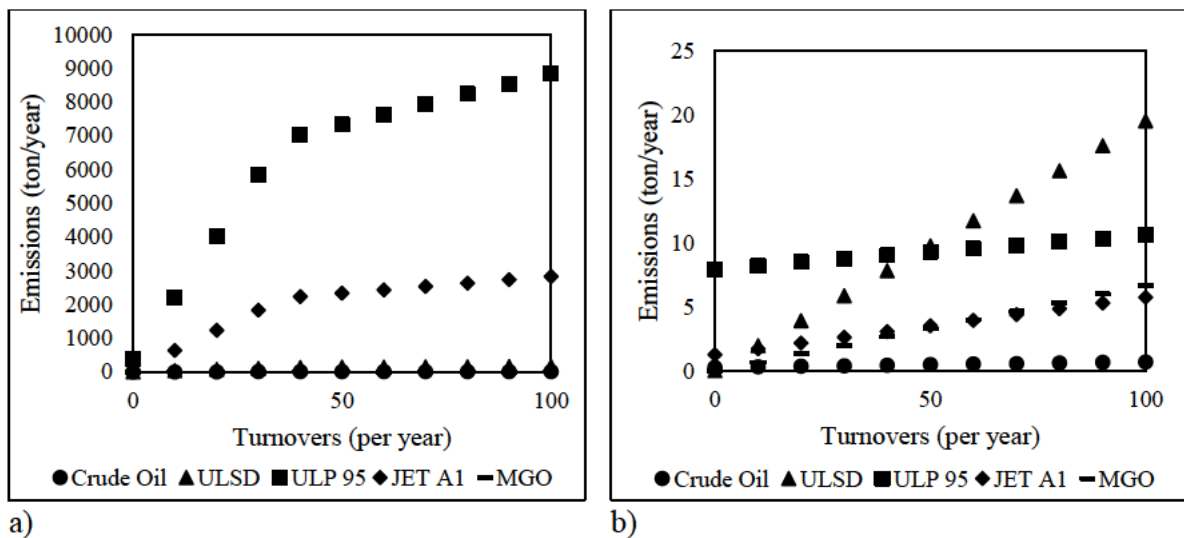 10000
9000
8000
7000
6000
5000
4000
3000
2000
1000
0
Emissions (ton/year)
0 50 100
Turnovers (per year)
Crude Oil ULSD ULP 95 JET A1 MGO
a)
25
20
15
10
5
0
Emissions (ton/year)
0 50 100
Turnovers (per year)
Crude Oil ULSD ULP 95 JET A1 MGO
b)